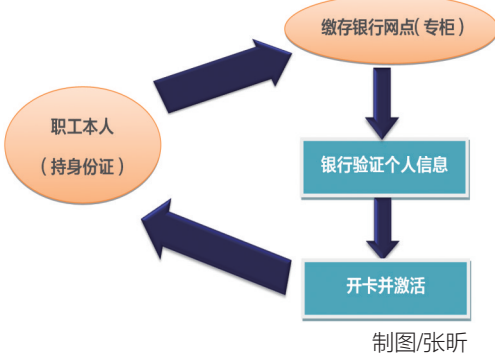 缴存银行网点(专柜)
职工本人
(持身份证)
银行验证个人信息
开卡并激活
制图/张昕